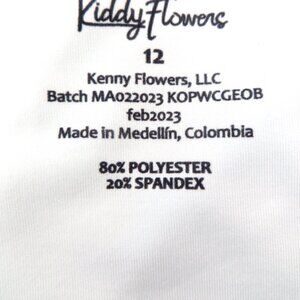 Kiddy Flowers
12
Kenny Flowers, LLC
Batch MA022023 KOPWCGEOB
feb2023
Made in Medellín, Colombia
80% POLYESTER
20% SPANDEX